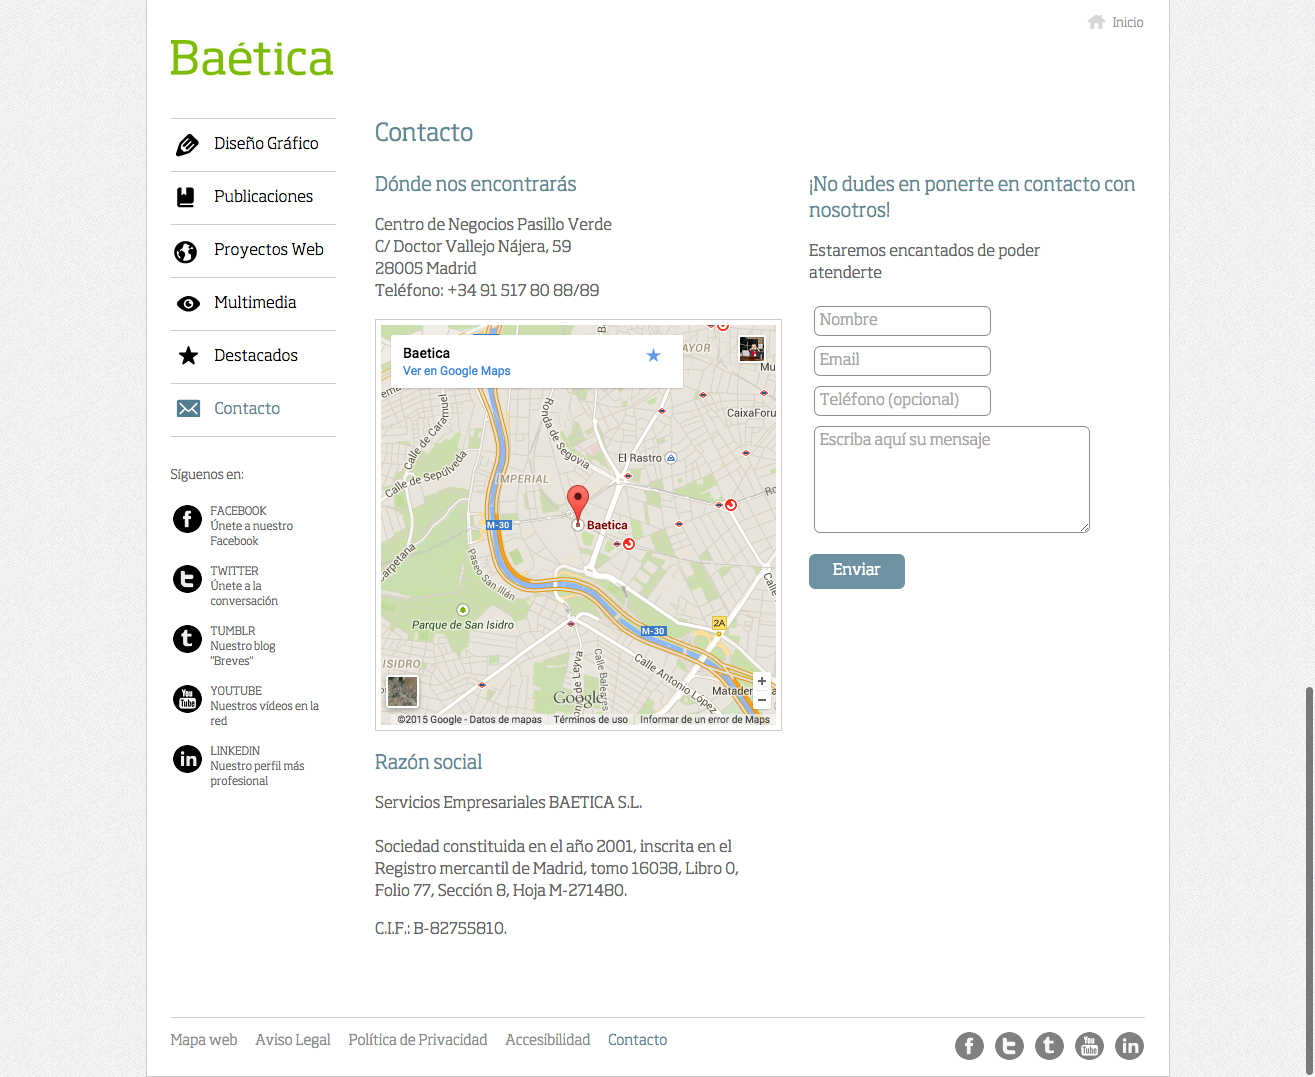 Inicio
Baética
Diseño Gráfico
Publicaciones
Proyectos Web
Multimedia
Destacados
Contacto
Síguenos en:
FACEBOOK
Únete a nuestro
Facebook
TWITTER
Únete a la
conversación
TUMBLR
Nuestro blog
"Breves"
YOUTUBE
Nuestros vídeos en la
red
LINKEDIN
Nuestro perfil más
profesional
Contacto
Dónde nos encontrarás
Centro de Negocios Pasillo Verde
C/ Doctor Vallejo Nájera, 59
28005 Madrid
Teléfono: +34 91 517 80 88/89
Baetica
Ver en Google Maps
AYOR
Mu
CaixaForu
Calle de Caramuel
Ronda de Segovia
El Rastro
Calle de Sepúlveda
IMPERIAL
Ro
M-30
Baetica
Carpetana
Paseo San Illán
Calle
Parque de San Isidro
M-30
2A
ISIDRO
Calle Baleares
Calle Antonio López
Matader
Google
+
−
©2015 Google - Datos de mapas
Términos de uso
Informar de un error de Maps
Razón social
Servicios Empresariales BAETICA S.L.
Sociedad constituida en el año 2001, inscrita en el
Registro mercantil de Madrid, tomo 16038, Libro 0,
Folio 77, Sección 8, Hoja M-271480.
C.I.F.: B-82755810.
¡No dudes en ponerte en contacto con
nosotros!
Estaremos encantados de poder
atenderte
Nombre
Email
Teléfono (opcional)
Escriba aquí su mensaje
Enviar
Mapa web Aviso Legal Política de Privacidad Accesibilidad Contacto